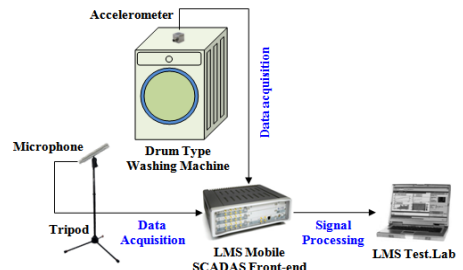 Accelerometer
Data acquisition
Microphone
Drum Type
Washing Machine
Tripod
Data
Acquisition
Signal
Processing
LMS Mobile
SCADAS Front-end
LMS Test.Lab